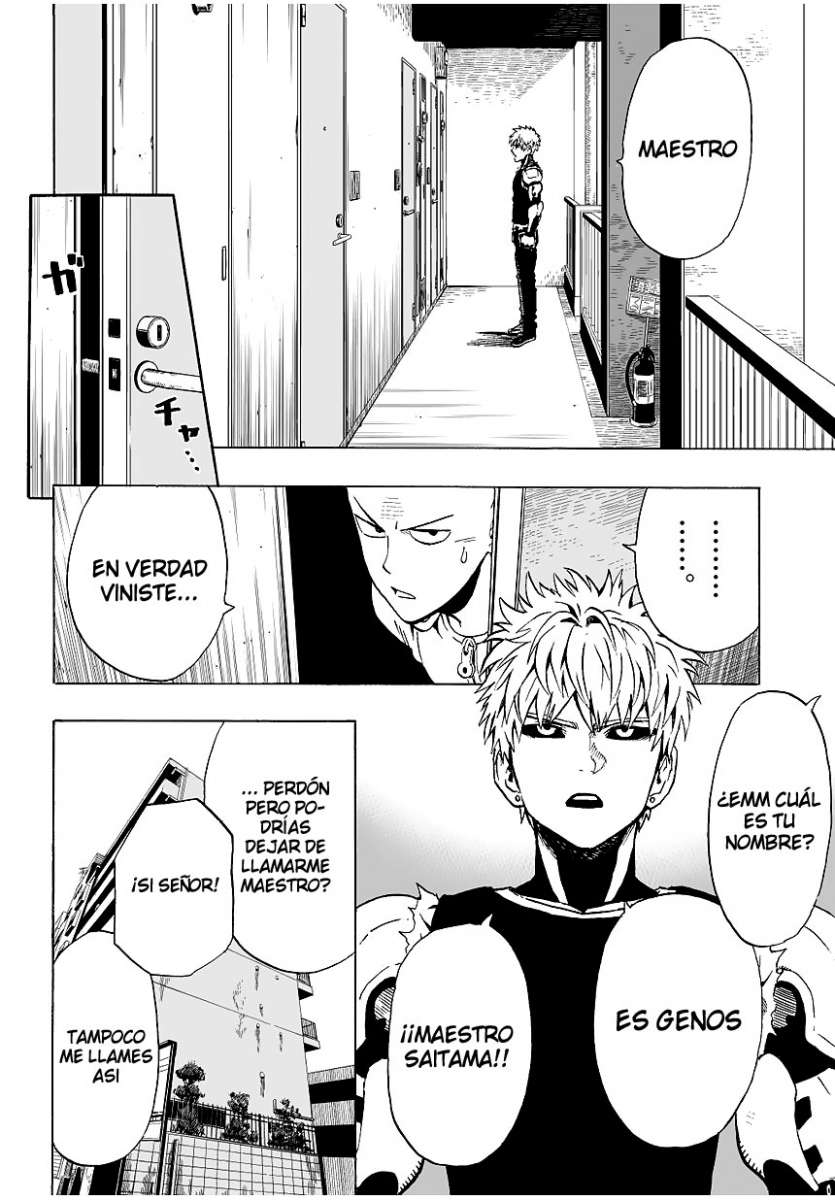 MAESTRO
ガ
チャ…
……。
……
EN VERDAD
VINISTE...
¿EMM CUÁL
ES TU
NOMBRE?
ES GENOS
¡¡MAESTRO
SAITAMA!!
... PERDÓN
PERO PO-
DRÍAS
DEJAR DE
LLAMARME
MAESTRO?
¡SI SEÑOR!
TAMPOCO
ME LLAMES
ASI